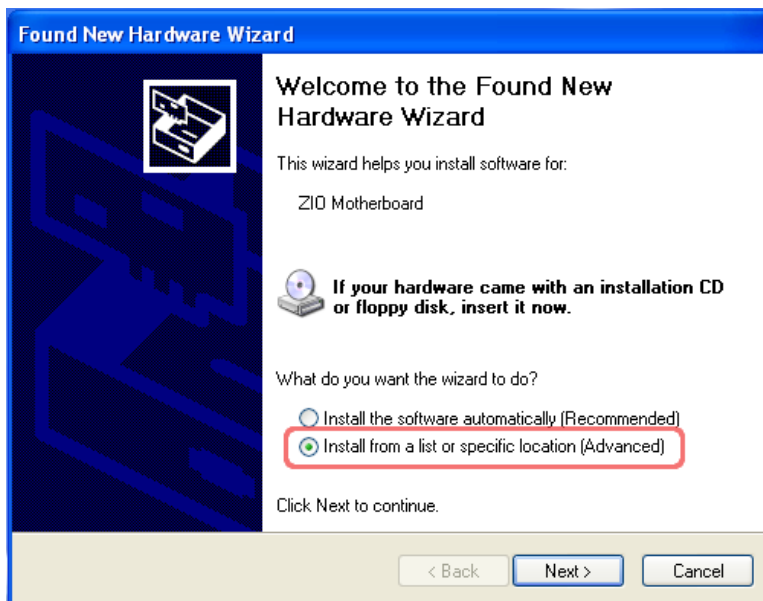 Found New Hardware Wizard
Welcome to the Found New
Hardware Wizard
This wizard helps you install software for:
ZIO Motherboard
If your hardware came with an installation CD
or floppy disk, insert it now.
What do you want the wizard to do?
Install the software automatically (Recommended)
Install from a list or specific location (Advanced)
Click Next to continue.
< Back Next > Cancel